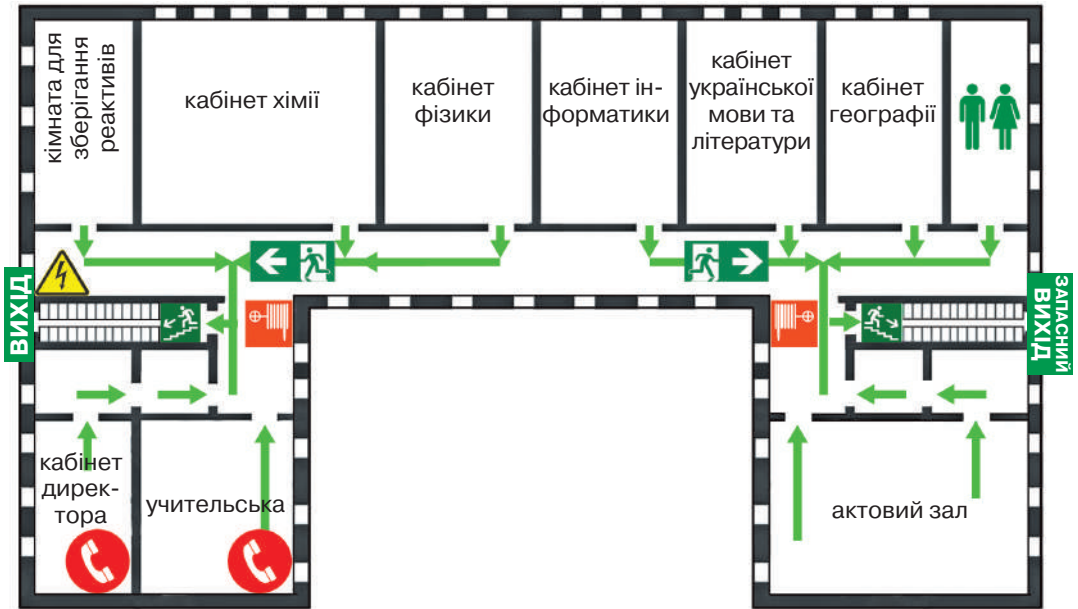 кімната для
зберігання
реактивів
кабінет хімії
кабінет
фізики
кабінет ін-
форматики
кабінет
української
мови та
літератури
кабінет
географії
ВИХІД
ЗАПАСНИЙ
ВИХІД
кабінет
дирек-
тора
учительська
актовий зал